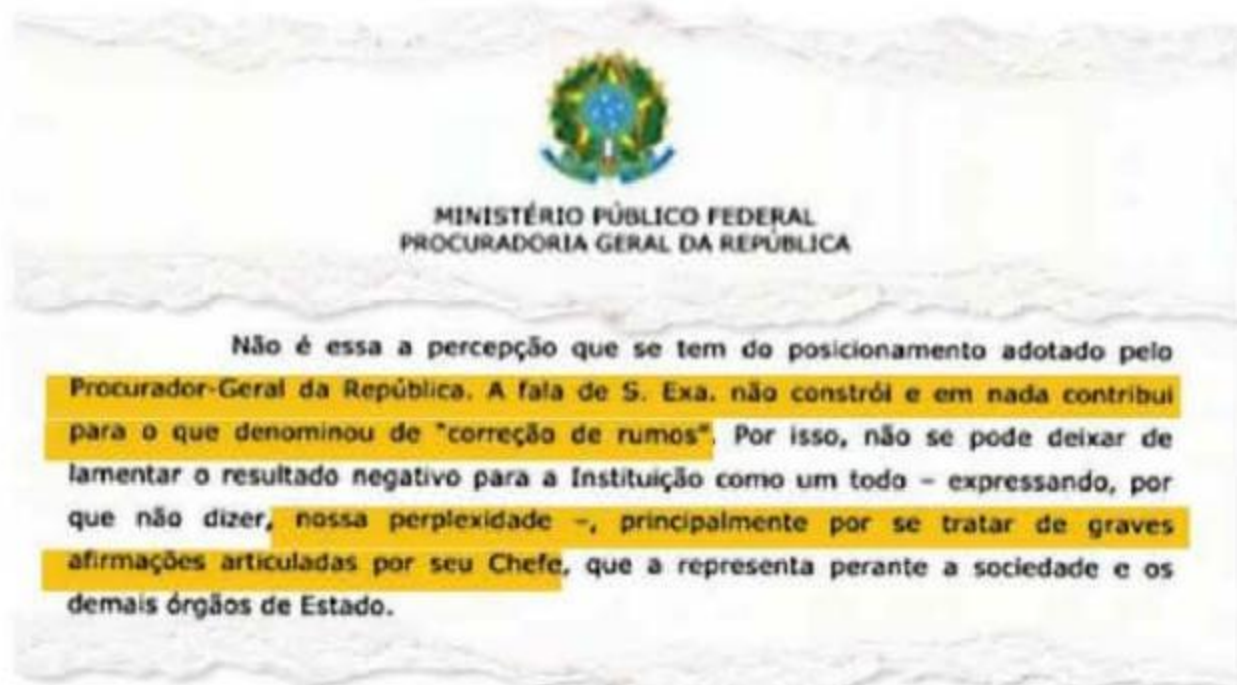 MINISTÉRIO PÚBLICO FEDERAL
PROCURADORIA GERAL DA REPÚBLICA
Não é essa a percepção que se tem do posicionamento adotado pelo
Procurador-Geral da República. A fala de S. Exa. não constrói e em nada contribui
para o que denominou de "correção de rumos". Por isso, não se pode deixar de
lamentar o resultado negativo para a Instituição como um todo – expressando, por
que não dizer, nossa perplexidade –, principalmente por se tratar de graves
afirmações articuladas por seu Chefe, que a representa perante a sociedade e os
demais órgãos de Estado.